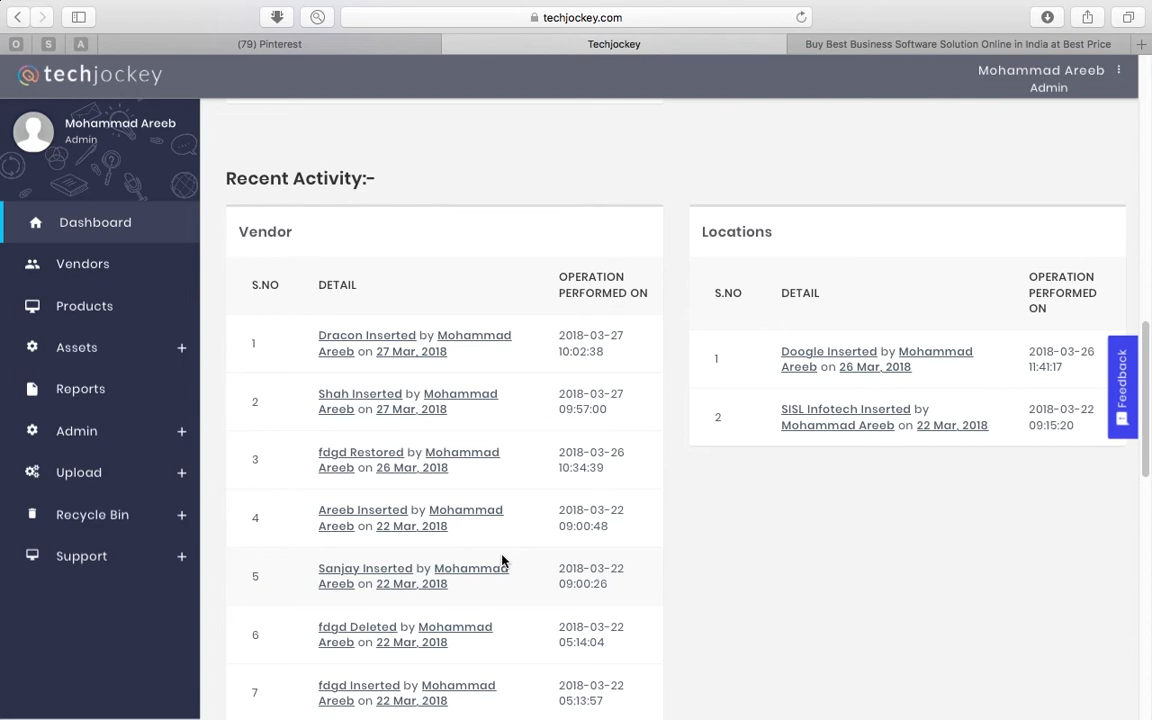 techjockey.com
O S A (79) Pinterest Techjockey Buy Best Business Software Solution Online in India at Best Price
techjockey
Mohammad Areeb
Admin
Mohammad Areeb
Admin
Dashboard
Vendors
Products
Assets +
Reports
Admin +
Upload +
Recycle Bin +
Support +
Recent Activity:-
Vendor
S.NO DETAIL OPERATION
PERFORMED ON
1 Dracon Inserted by Mohammad 2018-03-27
Areeb on 27 Mar, 2018 10:02:38
2 Shah Inserted by Mohammad 2018-03-27
Areeb on 27 Mar, 2018 09:57:00
3 fdgd Restored by Mohammad 2018-03-26
Areeb on 26 Mar, 2018 10:34:39
4 Areeb Inserted by Mohammad 2018-03-22
Areeb on 22 Mar, 2018 09:00:48
5 Sanjay Inserted by Mohammad 2018-03-22
Areeb on 22 Mar, 2018 09:00:26
6 fdgd Deleted by Mohammad 2018-03-22
Areeb on 22 Mar, 2018 05:14:04
7 fdgd Inserted by Mohammad 2018-03-22
Areeb on 22 Mar, 2018 05:13:57
Locations
S.NO DETAIL OPERATION
PERFORMED
ON
1 Doogle Inserted by Mohammad 2018-03-26
Areeb on 26 Mar, 2018 11:41:17
2 SISL Infotech Inserted by 2018-03-22
Mohammad Areeb on 22 Mar, 2018 09:15:20
Feedback